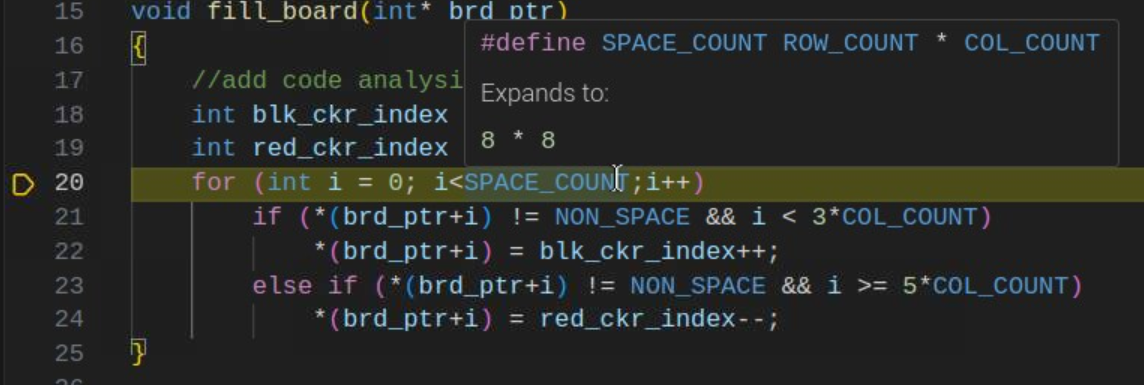 15 void fill_board(int* brd_ptr)
#define SPACE_COUNT ROW_COUNT * COL_COUNT
Expands to:
8 * 8
16 {
17 //add code analysi
18 int blk_ckr_index
19 int red_ckr_index
20 for (int i = 0; i<SPACE_COUNT;i++)
21 if (*(brd_ptr+i) != NON_SPACE && i < 3*COL_COUNT)
22 *(brd_ptr+i) = blk_ckr_index++;
23 else if (*(brd_ptr+i) != NON_SPACE && i >= 5*COL_COUNT)
24 *(brd_ptr+i) = red_ckr_index--;
25 }